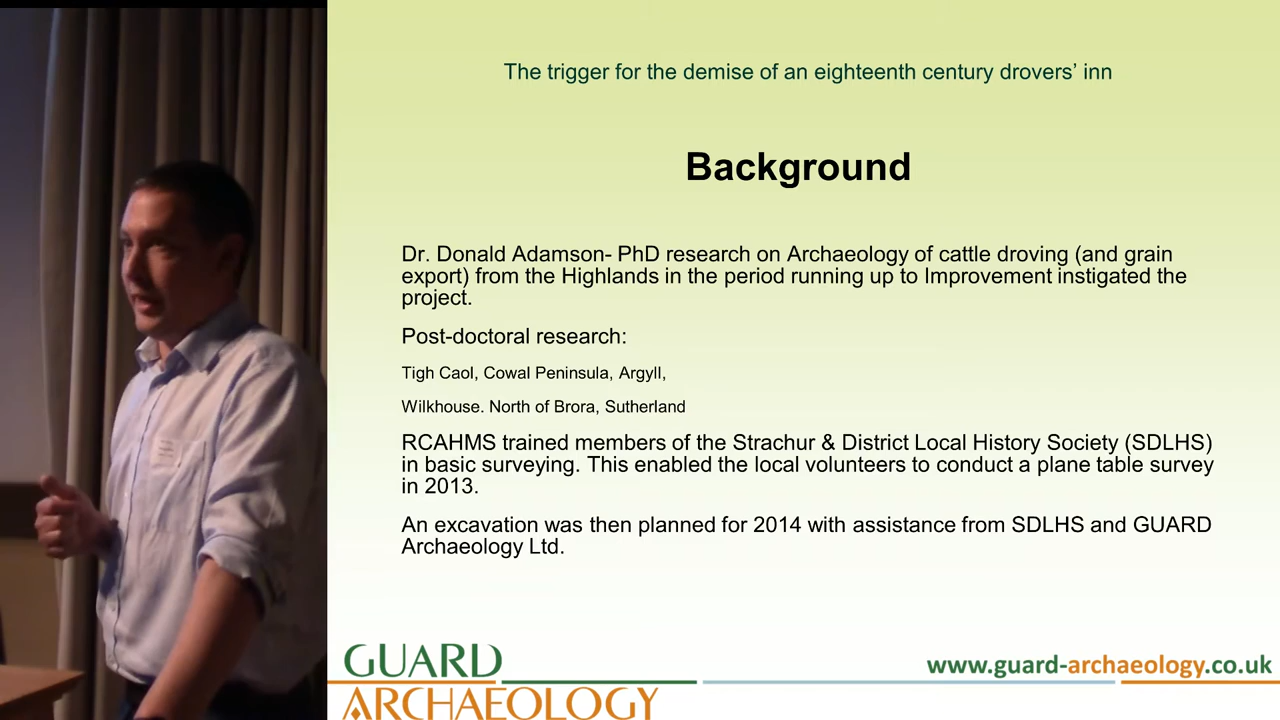 The trigger for the demise of an eighteenth century drovers’ inn
Background
Dr. Donald Adamson- PhD research on Archaeology of cattle droving (and grain
export) from the Highlands in the period running up to Improvement instigated the
project.
Post-doctoral research:
Tigh Caol, Cowal Peninsula, Argyll,
Wilkhouse. North of Brora, Sutherland
RCAHMS trained members of the Strachur & District Local History Society (SDLHS)
in basic surveying. This enabled the local volunteers to conduct a plane table survey
in 2013.
An excavation was then planned for 2014 with assistance from SDLHS and GUARD
Archaeology Ltd.
GUARD
ARCHAEOLOGY
www.guard-archaeology.co.uk